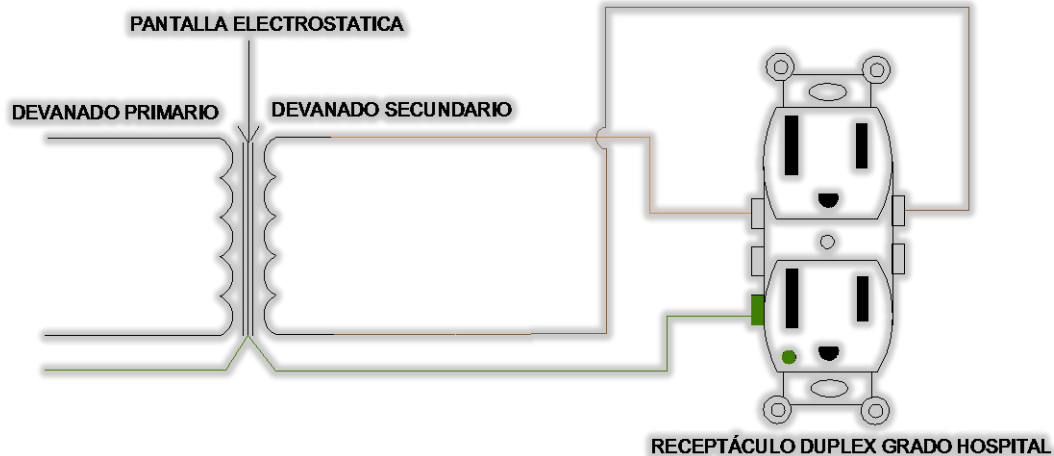 PANTALLA ELECTROSTATICA
DEVANADO PRIMARIO
DEVANADO SECUNDARIO
RECEPTÁCULO DUPLEX GRADO HOSPITAL